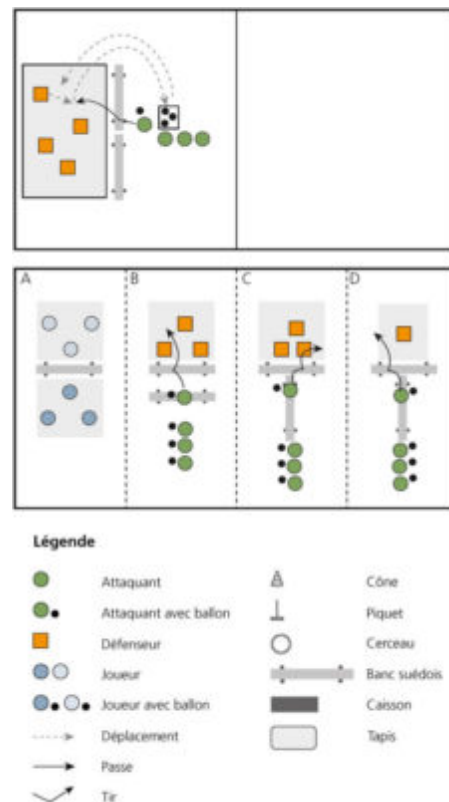 A B C D
Légende
Attaquant Cône
Attaquant avec ballon Piquet
Défenseur Cerceau
Joueur Banc suédois
Joueur avec ballon Caisson
Déplacement Tapis
Passe
Tir